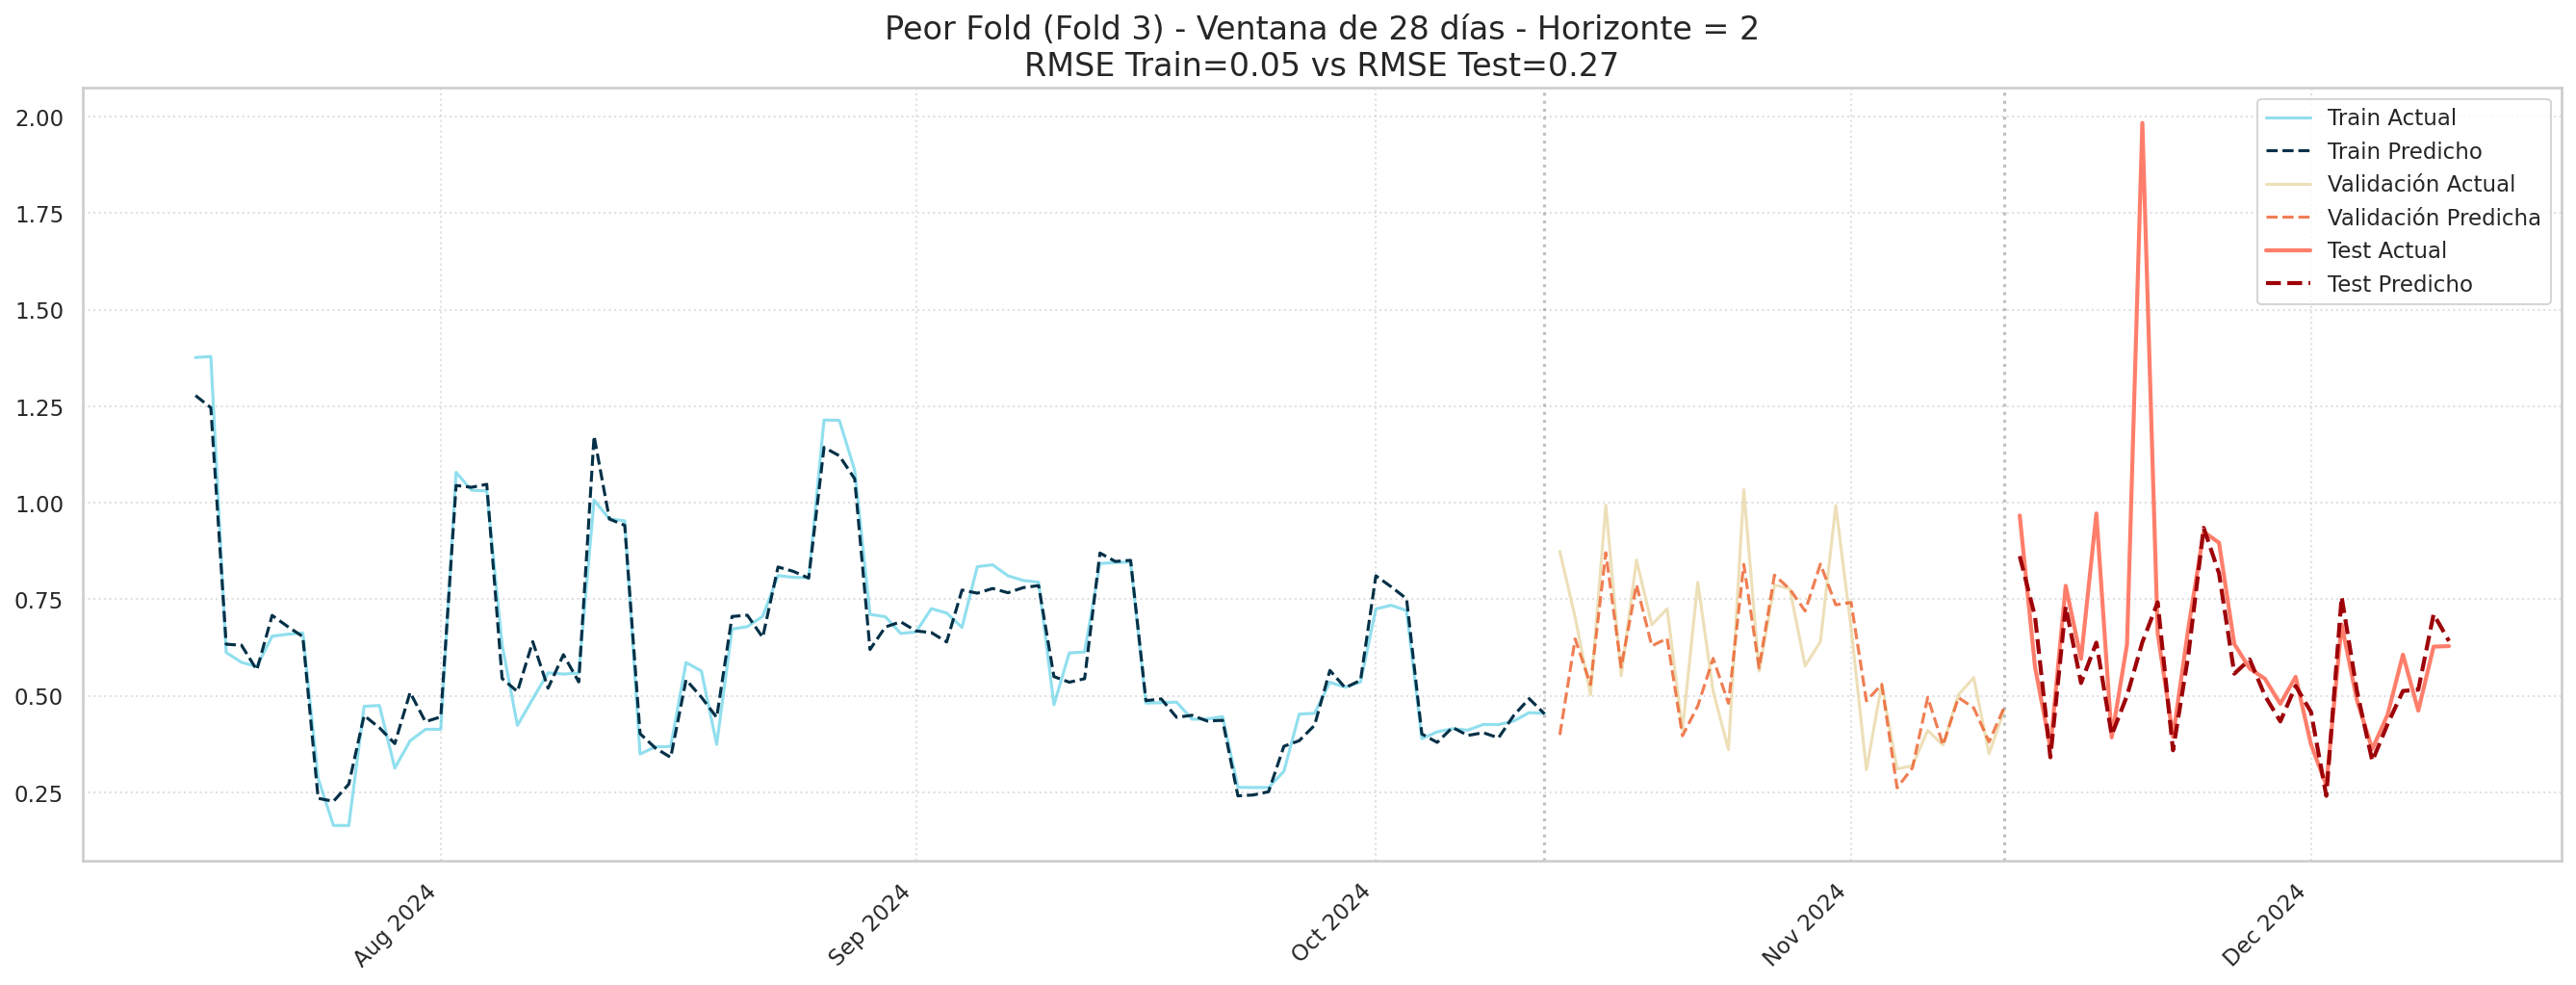 Peor Fold (Fold 3) - Ventana de 28 días - Horizonte = 2
RMSE Train=0.05 vs RMSE Test=0.27
2.00
1.75
1.50
1.25
1.00
0.75
0.50
0.25
Train Actual
Train Predicho
Validación Actual
Validación Predicha
Test Actual
Test Predicho
Aug 2024
Sep 2024
Oct 2024
Nov 2024
Dec 2024